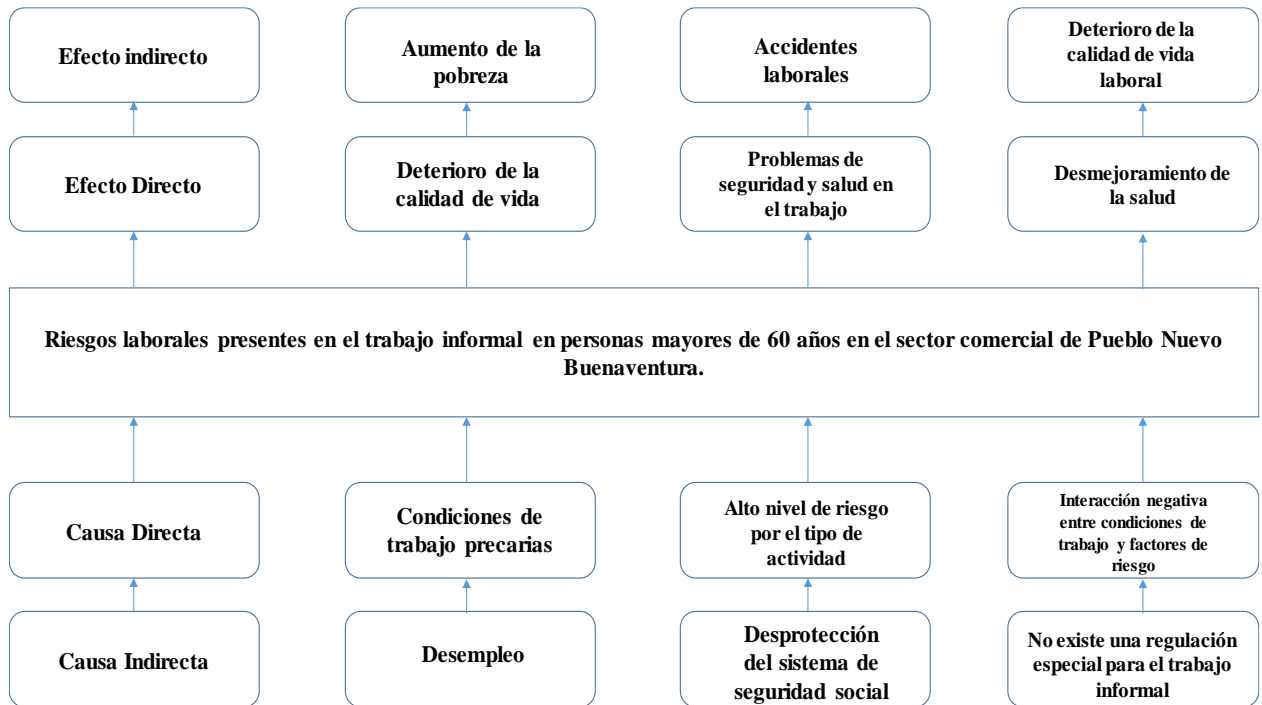 Efecto indirecto
Aumento de la
pobreza
Accidentes
laborales
Deterioro de la
calidad de vida
laboral
Efecto Directo
Deterioro de la
calidad de vida
Problemas de
seguridad y salud en
el trabajo
Desmejoramiento de
la salud
Riesgos laborales presentes en el trabajo informal en personas mayores de 60 años en el sector comercial de Pueblo Nuevo
Buenaventura.
Causa Directa
Condiciones de
trabajo precarias
Alto nivel de riesgo
por el tipo de
actividad
Interacción negativa
entre condiciones de
trabajo y factores de
riesgo
Causa Indirecta
Desempleo
Desprotección
del sistema de
seguridad social
No existe una regulación
especial para el trabajo
informal